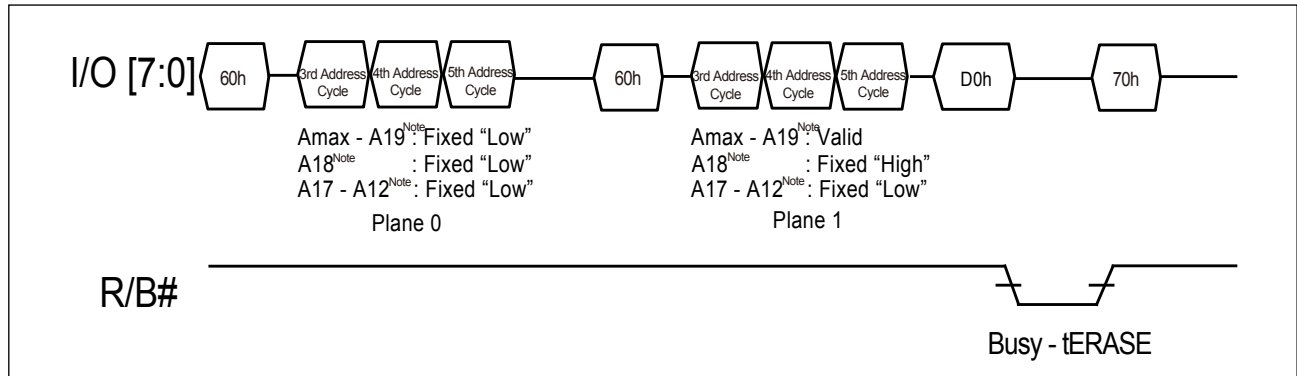 I/O [7:0] 60h 3rd Address Cycle 4th Address Cycle 5th Address Cycle 60h 3rd Address Cycle 4th Address Cycle 5th Address Cycle D0h 70h
Amax - A19Note: Fixed “Low”
A18Note : Fixed “Low”
A17 - A12Note : Fixed “Low”
Plane 0
Amax - A19Note: Valid
A18Note : Fixed “High”
A17 - A12Note : Fixed “Low”
Plane 1
R/B#
Busy - tERASE